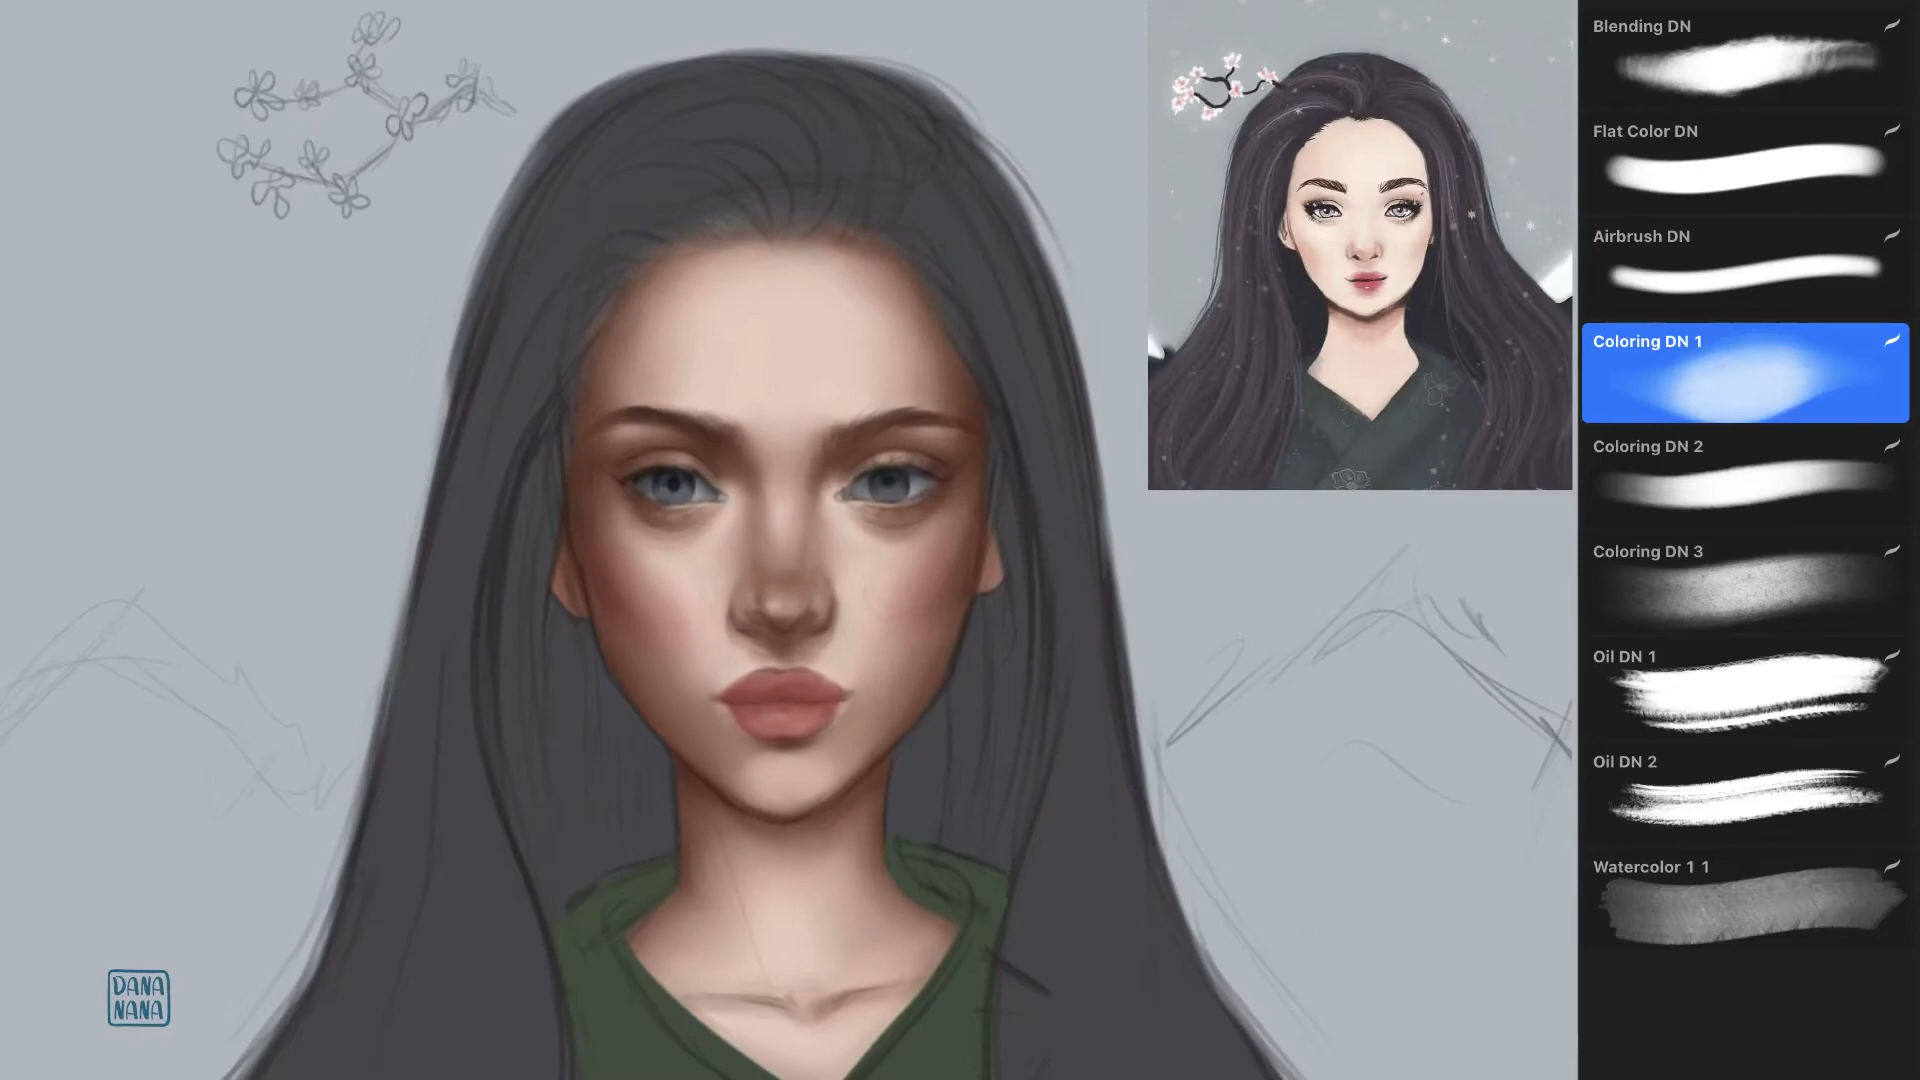 Blending DN
Flat Color DN
Airbrush DN
Coloring DN 1
Coloring DN 2
Coloring DN 3
Oil DN 1
Oil DN 2
Watercolor 1 1
DANA
NANA